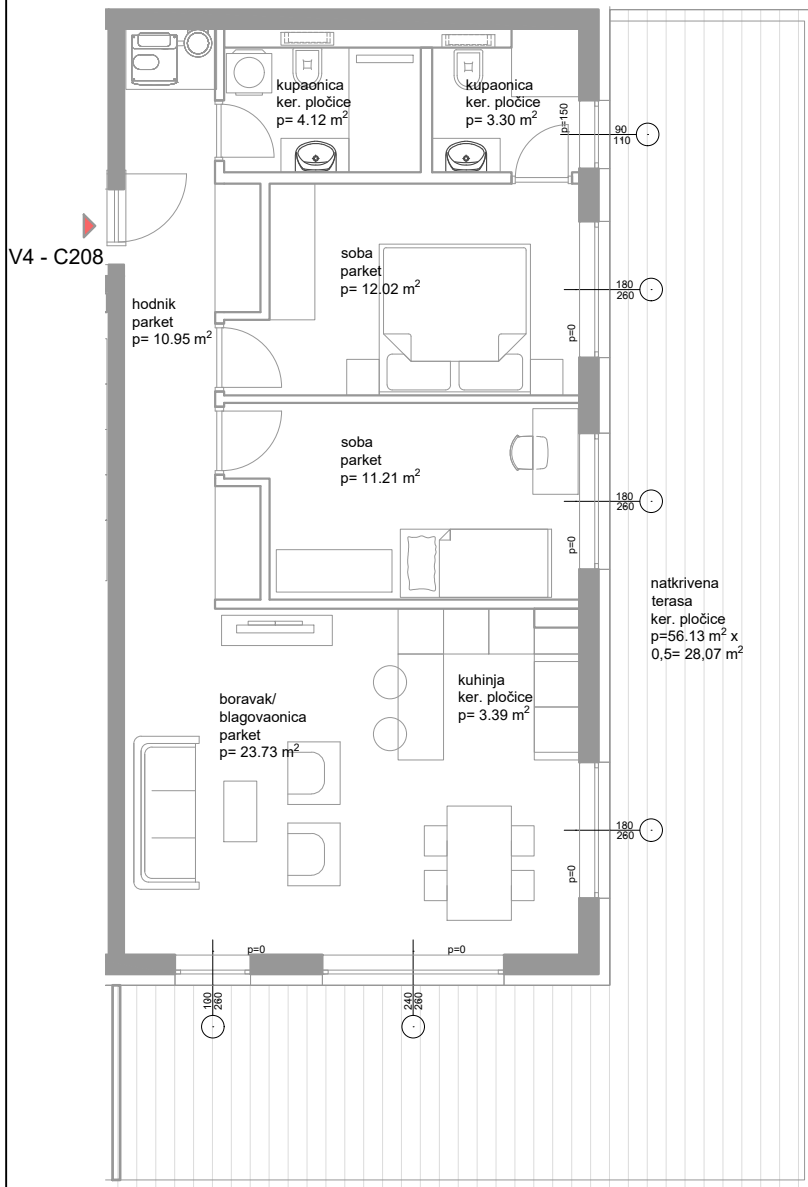 kupaonica
ker. pločice
p= 4.12 m²
kupaonica
ker. pločice
p= 3.30 m²
p=150
90
110
V4 - C208
soba
parket
p= 12.02 m²
180
260
p=0
hodnik
parket
p= 10.95 m²
soba
parket
p= 11.21 m²
180
260
p=0
natkrivena
terasa
ker. pločice
p=56.13 m² x
0,5= 28,07 m²
kuhinja
ker. pločice
p= 3.39 m²
boravak/
blagovaonica
parket
p= 23.73 m²
180
260
p=0
p=0
p=0
100
260
240
260